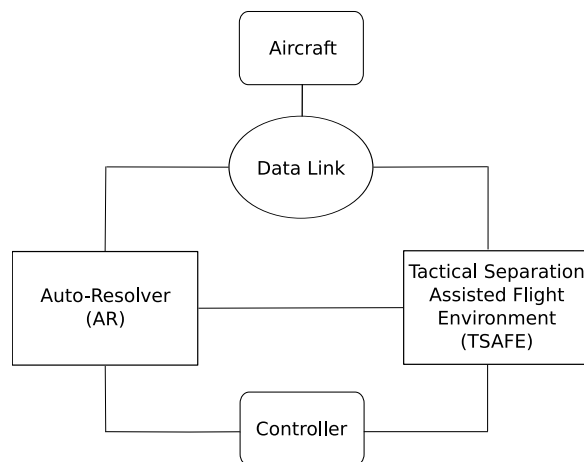 Aircraft
Data Link
Auto-Resolver
(AR)
Tactical Separation
Assisted Flight
Environment
(TSAFE)
Controller